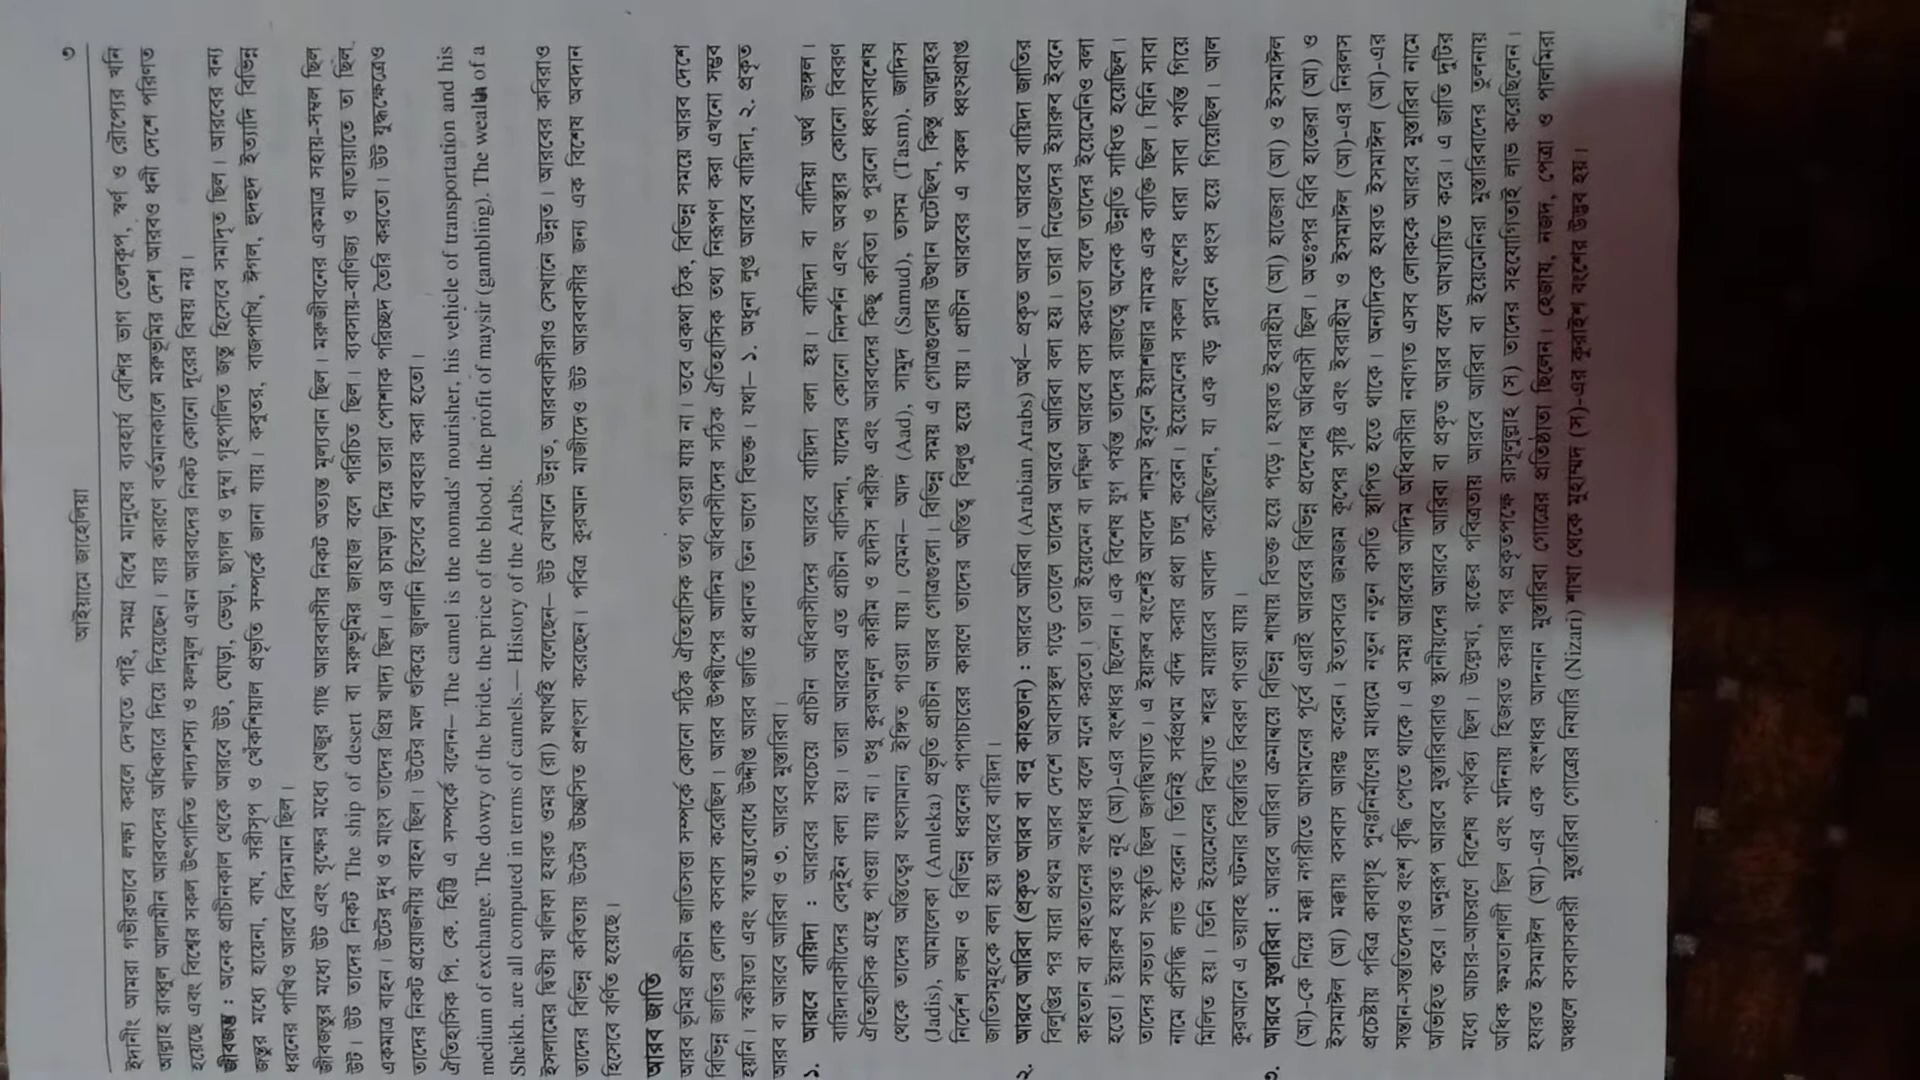 আইয়ামে জাহেলিয়া
৩
ইদানীং আমরা গভীরভাবে লক্ষ্য করলে দেখতে পাই, সমগ্র বিশ্বে মানুষের ব্যবহার্য বেশির ভাগ তেলকূপ, স্বর্ণ ও রৌপ্যের খনি
আল্লাহ রাব্বুল আলামীন আরবদের অধিকারে দিয়ে দিয়েছেন। যার কারণে বর্তমানকালে মরুভূমির দেশ আরবও ধনী দেশে পরিণত
হয়েছে এবং বিশ্বের সকল উৎপাদিত খাদ্যশস্য ও ফলমূল এখন আরবদের নিকট কোনো দূরের বিষয় নয়।
জীবজন্তু : অনেক প্রাচীনকাল থেকে আরবে উট, ঘোড়া, ভেড়া, ছাগল ও দুম্বা গৃহপালিত জন্তু হিসেবে সমাদৃত ছিল। আরবের বন্য
জন্তুর মধ্যে হায়েনা, বাঘ, সরীসৃপ ও খেঁকশিয়াল প্রভৃতি সম্পর্কে জানা যায়। কবুতর, বাজপাখি, ঈগল, হুদহুদ ইত্যাদি বিভিন্ন
ধরনের পাখিও আরবে বিদ্যমান ছিল।
জীবজন্তুর মধ্যে উট এবং বৃক্ষের মধ্যে খেজুর গাছ আরববাসীর নিকট অত্যন্ত মূল্যবান ছিল। মরুজীবনের একমাত্র সহায়-সম্বল ছিল
উট। উট তাদের নিকট The ship of desert বা মরুভূমির জাহাজ বলে পরিচিত ছিল। ব্যবসায়-বাণিজ্য ও যাতায়াতে তা ছিল
একমাত্র বাহন। উটের দুধ ও মাংস তাদের প্রিয় খাদ্য ছিল। এর চামড়া দিয়ে তারা পোশাক পরিচ্ছদ তৈরি করতো। উট যুদ্ধক্ষেত্রেও
তাদের নিকট প্রয়োজনীয় বাহন ছিল। উটের মল শুকিয়ে জ্বালানি হিসেবে ব্যবহার করা হতো।
ঐতিহাসিক পি. কে. হিট্টি এ সম্পর্কে বলেন– The camel is the nomads' nourisher, his vehicle of transportation and his
medium of exchange. The dowry of the bride, the price of the blood, the profit of maysir (gambling). The wealth of a
Sheikh. are all computed in terms of camels.— History of the Arabs.
ইসলামের দ্বিতীয় খলিফা হযরত ওমর (রা) যথার্থই বলেছেন– উট যেখানে উন্নত, আরববাসীরাও সেখানে উন্নত। আরবের কবিরাও
তাদের বিভিন্ন কবিতায় উটের উচ্ছ্বসিত প্রশংসা করেছেন। পবিত্র কুরআন মাজীদেও উট আরববাসীর জন্য এক বিশেষ অবদান
হিসেবে বর্ণিত হয়েছে।
আরব জাতি
আরব ভূমির প্রাচীন জাতিসত্তা সম্পর্কে কোনো সঠিক ঐতিহাসিক তথ্য পাওয়া যায় না। তবে একথা ঠিক, বিভিন্ন সময়ে আরব দেশে
বিভিন্ন জাতির লোক বসবাস করেছিল। আরব উপদ্বীপের আদিম অধিবাসীদের সঠিক ঐতিহাসিক তথ্য নিরূপণ করা এখনো সম্ভব
হয়নি। স্বকীয়তা এবং স্বাতন্ত্র্যবোধে উদ্দীপ্ত আরব জাতি প্রধানত তিন ভাগে বিভক্ত। যথা– ১. অধুনা লুপ্ত আরবে বায়িদা, ২. প্রকৃত
আরব বা আরবে আরিবা ও ৩. আরবে মুস্তারিবা।
১. আরবে বায়িদা : আরবের সবচেয়ে প্রাচীন অধিবাসীদের আরবে বায়িদা বলা হয়। বায়িদা বা বাদিয়া অর্থ জঙ্গল।
বায়িদাবাসীদের বেদুইন বলা হয়। তারা আরবের এত প্রাচীন বাসিন্দা, যাদের কোনো নিদর্শন এবং অবস্থার কোনো বিবরণ
ঐতিহাসিক গ্রন্থে পাওয়া যায় না। শুধু কুরআনুল কারীম ও হাদীস শরীফ এবং আরবদের কিছু কবিতা ও পুরনো ধ্বংসাবশেষ
থেকে তাদের অস্তিত্বের যৎসামান্য ইঙ্গিত পাওয়া যায়। যেমন– আদ (Aad), সামুদ (Samud), তাসম (Tasm), জাদিস
(Jadis), আমালেকা (Amleka) প্রভৃতি প্রাচীন আরব গোত্রগুলো। বিভিন্ন সময় এ গোত্রগুলোর উত্থান ঘটেছিল, কিন্তু আল্লাহর
নির্দেশ লঙ্ঘন ও বিভিন্ন ধরনের পাপাচারের কারণে তাদের অস্তিত্ব বিলুপ্ত হয়ে যায়। প্রাচীন আরবের এ সকল ধ্বংসপ্রাপ্ত
জাতিসমূহকে বলা হয় আরবে বায়িদা।
২. আরবে আরিবা (প্রকৃত আরব বা বনু কাহতান) : আরবে আরিবা (Arabian Arabs) অর্থ– প্রকৃত আরব। আরবে বায়িদা জাতির
বিলুপ্তির পর যারা প্রথম আরব দেশে আবাসস্থল গড়ে তোলে তাদের আরবে আরিবা বলা হয়। তারা নিজেদের ইয়ারুব ইবনে
কাহতান বা কাহতানের বংশধর বলে মনে করতো। তারা ইয়েমেন বা দক্ষিণ আরবে বাস করতো বলে তাদের ইয়েমেনিও বলা
হতো। ইয়ারুব হযরত নূহ (আ)-এর বংশধর ছিলেন। এক বিশেষ যুগ পর্যন্ত তাদের রাজত্বে অনেক উন্নতি সাধিত হয়েছিল।
তাদের সভ্যতা সংস্কৃতি ছিল জগদ্বিখ্যাত। এ ইয়ারুব বংশেই আবদে শামস ইবনে ইয়াশজার নামক এক ব্যক্তি ছিল। যিনি সাবা
নামে প্রসিদ্ধি লাভ করেন। তিনিই সর্বপ্রথম বন্দি করার প্রথা চালু করেন। ইয়েমেনের সকল বংশের ধারা সাবা পর্যন্ত গিয়ে
মিলিত হয়। তিনি ইয়েমেনের বিখ্যাত শহর মায়ারেব আবাদ করেছিলেন, যা এক বড় প্লাবনে ধ্বংস হয়ে গিয়েছিল। আল
কুরআনে এ ভয়াবহ ঘটনার বিস্তারিত বিবরণ পাওয়া যায়।
৩. আরবে মুস্তারিবা : আরবে আরিবা ক্রমান্বয়ে বিভিন্ন শাখায় বিভক্ত হয়ে পড়ে। হযরত ইবরাহীম (আ) হাজেরা (আ) ও ইসমাঈল
(আ)-কে নিয়ে মক্কা নগরীতে আগমনের পূর্বে এরাই আরবের বিভিন্ন প্রদেশের অধিবাসী ছিল। অতঃপর বিবি হাজেরা (আ) ও
ইসমাঈল (আ) মক্কায় বসবাস আরম্ভ করেন। ইত্যবসরে জমজম কূপের সৃষ্টি এবং ইবরাহীম ও ইসমাঈল (আ)-এর নিরলস
প্রচেষ্টায় পবিত্র কাবাগৃহ পুনঃনির্মাণের মাধ্যমে নতুন নতুন বসতি স্থাপিত হতে থাকে। অন্যদিকে হযরত ইসমাঈল (আ)-এর
সন্তান-সন্ততিদেরও বংশ বৃদ্ধি পেতে থাকে। এ সময় আরবের আদিম অধিবাসীরা নবাগত এসব লোককে আরবে মুস্তারিবা নামে
অভিহিত করে। অনুরূপ আরবে মুস্তারিবারাও স্থানীয়দের আরবে আরিবা বা প্রকৃত আরব বলে আখ্যায়িত করে। এ জাতি দুটির
মধ্যে আচার-আচরণে বিশেষ পার্থক্য ছিল। উল্লেখ্য, রক্তের পবিত্রতায় আরবে আরিবা বা ইয়েমেনিরা মুস্তারিবাদের তুলনায়
অধিক ক্ষমতাশালী ছিল এবং মদিনায় হিজরত করার পর প্রকৃতপক্ষে রাসূলুল্লাহ (স) তাদের সহযোগিতাই লাভ করেছিলেন।
হযরত ইসমাঈল (আ)-এর এক বংশধর আদনান মুস্তারিবা গোত্রের প্রতিষ্ঠাতা ছিলেন। হেজায, নজদ, পেত্রা ও পালমিরা
অঞ্চলে বসবাসকারী মুস্তারিবা গোত্রের নিযারি (Nizari) শাখা থেকে মুহাম্মদ (স)-এর কুরাইশ বংশের উদ্ভব হয়।